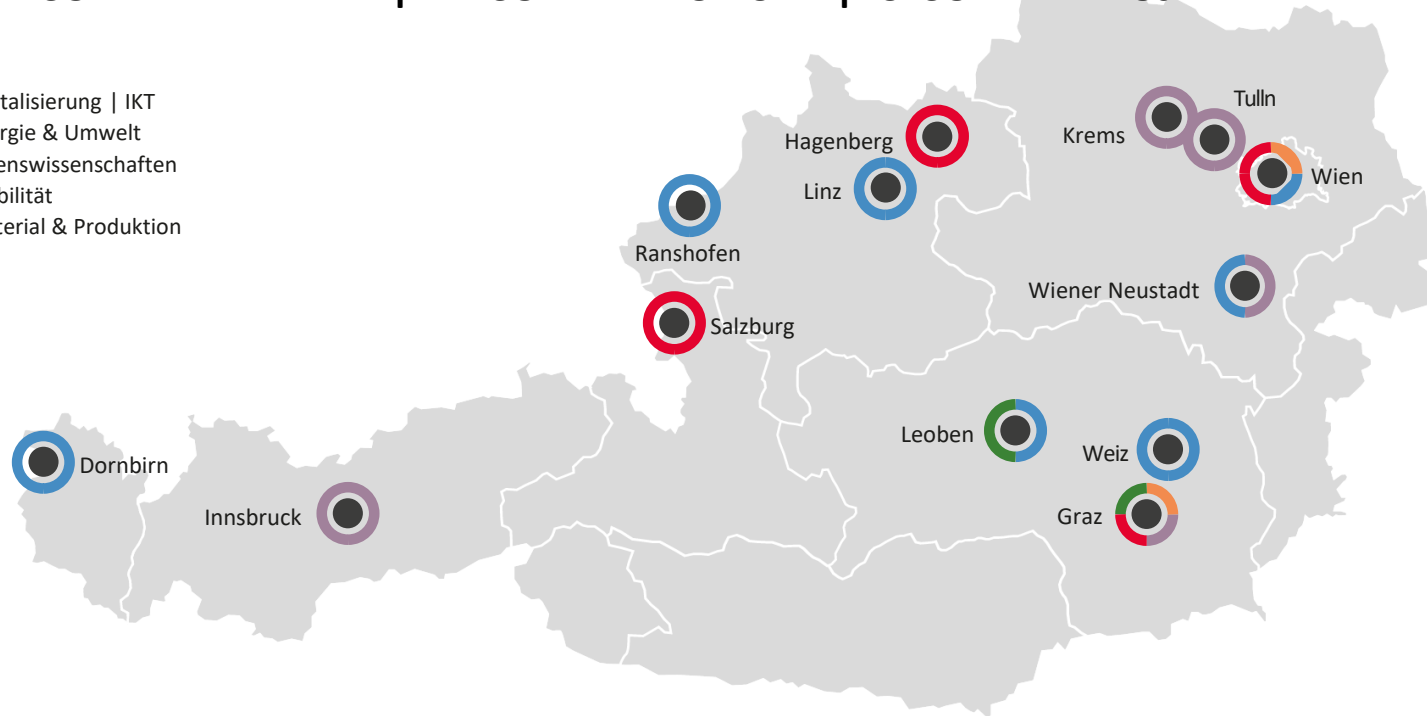 talisierung | IKT
rgie & Umwelt
enswissenschaften
bilität
terial & Produktion
Tulln
Krems
Hagenberg
Wien
Linz
Ranshofen
Wiener Neustadt
Salzburg
Leoben
Weiz
Dornbirn
Innsbruck
Graz